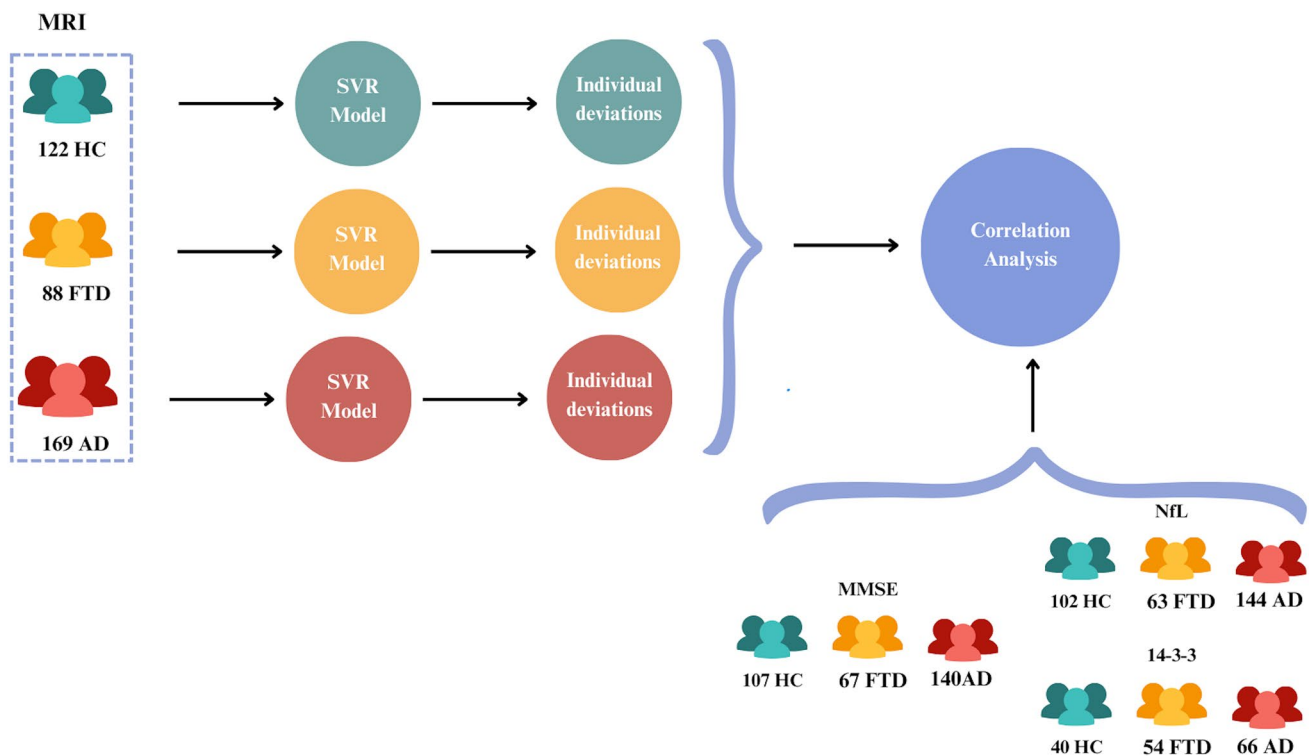 MRI
122 HC
SVR
Model
Individual
deviations
88 FTD
SVR
Model
Individual
deviations
Correlation
Analysis
169 AD
SVR
Model
Individual
deviations
MMSE
107 HC
67 FTD
140AD
NfL
102 HC
63 FTD
144 AD
14-3-3
40 HC
54 FTD
66 AD